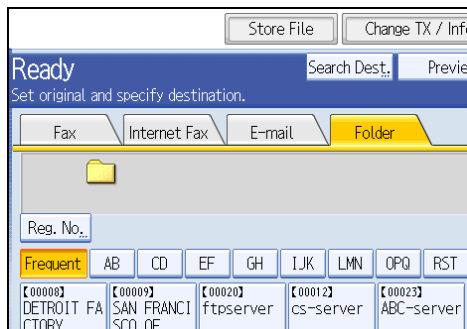 Store File Change TX / Info
Ready Search Dest. Previe
Set original and specify destination.
Fax Internet Fax E-mail Folder
Reg. No.
Frequent AB CD EF GH IJK LMN OPQ RST
【00008】 【00009】 【00020】 【00012】 【00023】
DETROIT FA SAN FRANCI ftpserver cs-server ABC-server
CTORY SCO OF